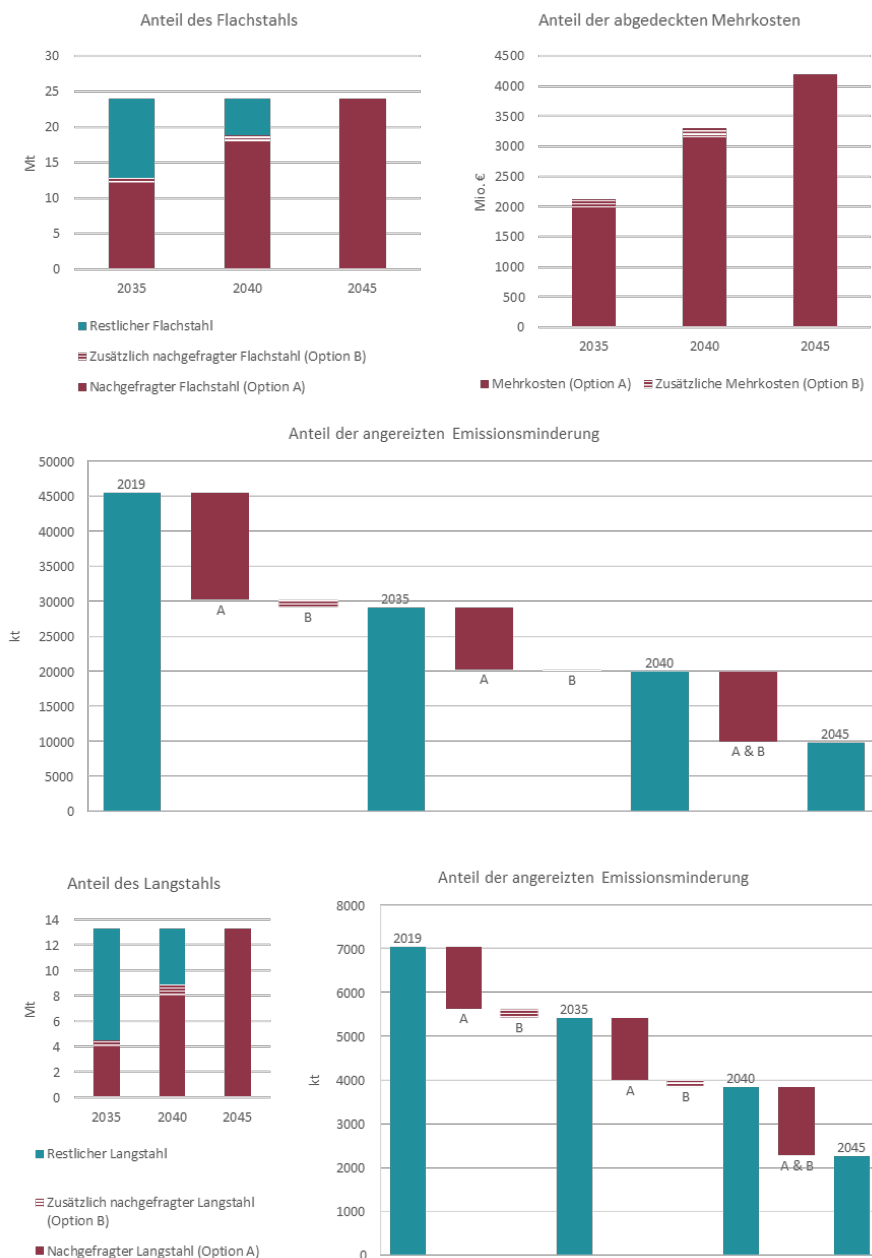 Anteil des Flachstahls
30
25
20
15
10
5
0
Mt
2035 2040 2045
Restlicher Flachstahl
Zusätzlich nachgefragter Flachstahl (Option B)
Nachgefragter Flachstahl (Option A)
Anteil der abgedeckten Mehrkosten
4500
4000
3500
3000
2500
2000
1500
1000
500
0
Mio. €
2035 2040 2045
Mehrkosten (Option A) Zusätzliche Mehrkosten (Option B)
Anteil der angereizten Emissionsminderung
50000
45000
40000
35000
30000
25000
20000
15000
10000
5000
0
kt
2019
A
B
2035
A
B
2040
A & B
2045
Anteil des Langstahls
14
12
10
8
6
4
2
0
Mt
2035 2040 2045
Restlicher Langstahl
Zusätzlich nachgefragter Langstahl
(Option B)
Nachgefragter Langstahl (Option A)
Anteil der angereizten Emissionsminderung
8000
7000
6000
5000
4000
3000
2000
1000
0
kt
2019
A
B
2035
A
B
2040
A & B
2045